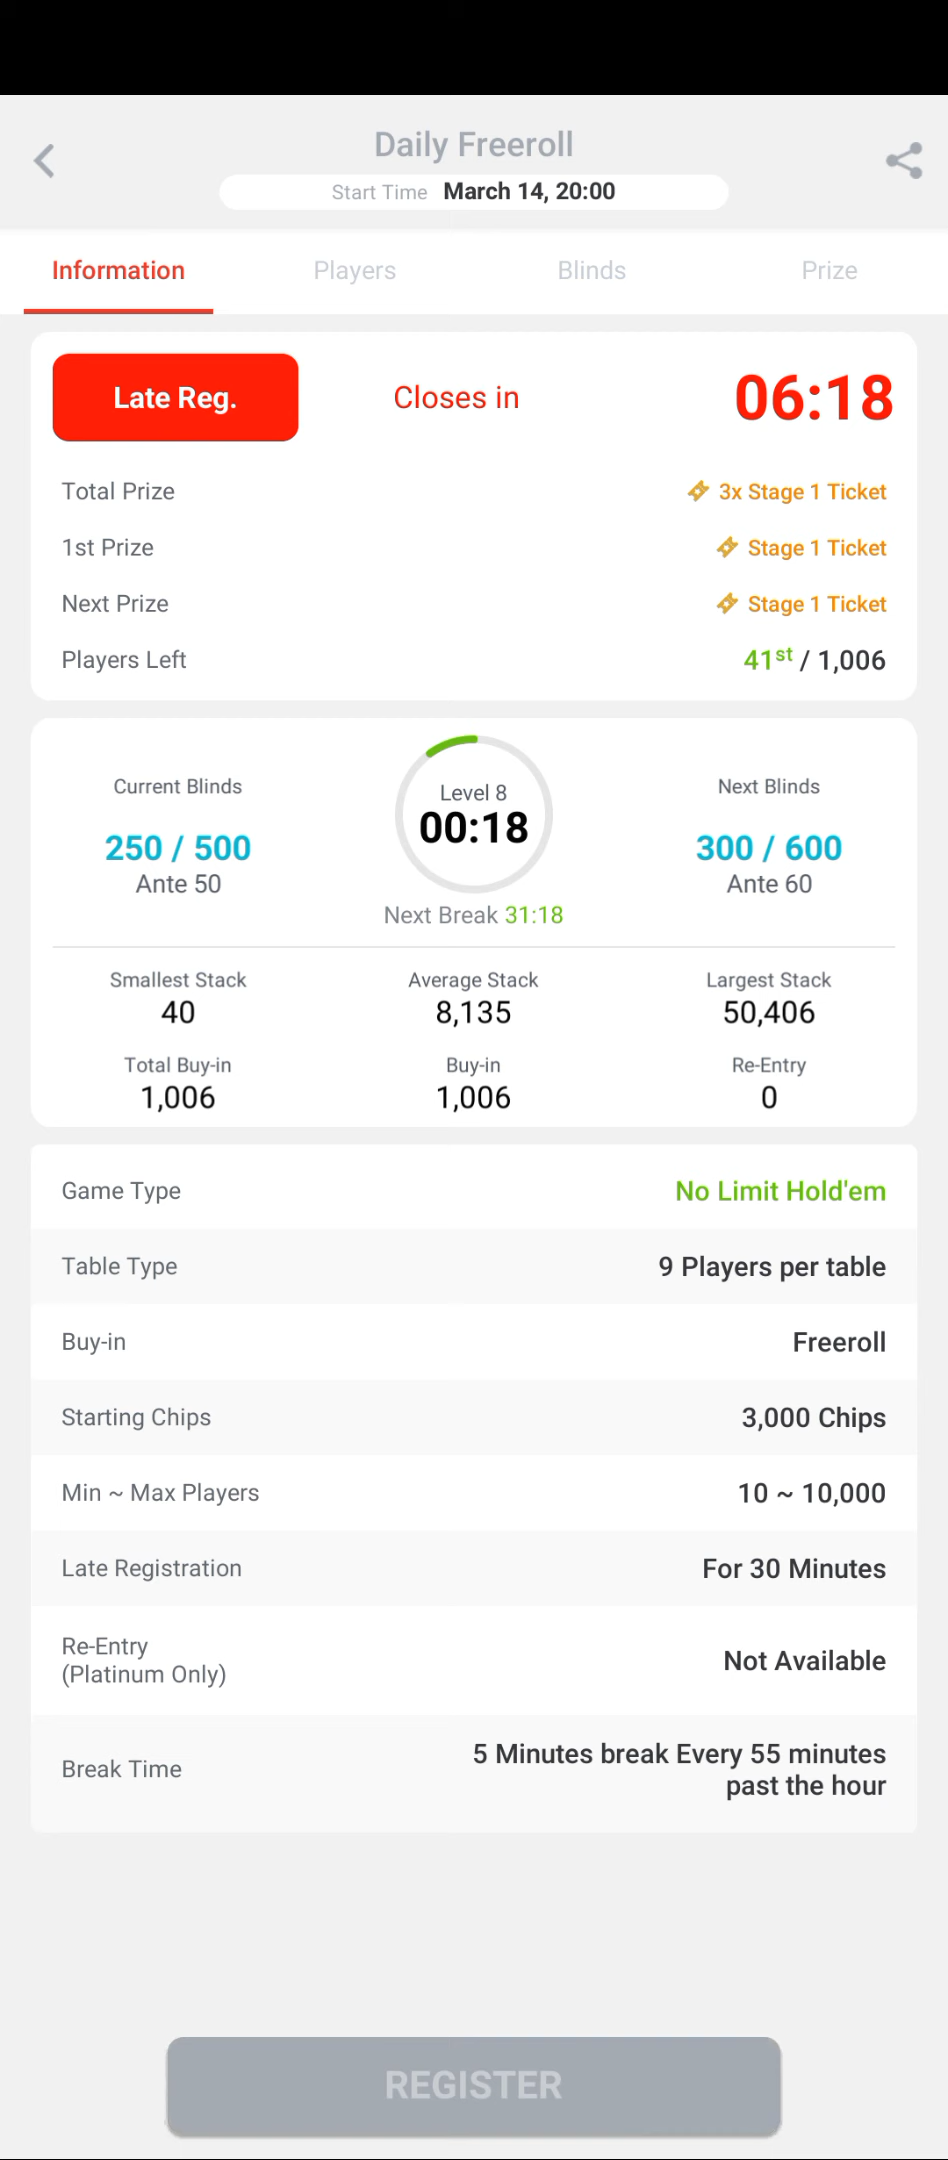 Daily Freeroll
Start Time March 14, 20:00
Information Players Blinds Prize
Late Reg. Closes in 06:18
Total Prize 3x Stage 1 Ticket
1st Prize Stage 1 Ticket
Next Prize Stage 1 Ticket
Players Left 41st / 1,006
Current Blinds Level 8 Next Blinds
250 / 500 00:18 300 / 600
Ante 50 Ante 60
Next Break 31:18
Smallest Stack Average Stack Largest Stack
40 8,135 50,406
Total Buy-in Buy-in Re-Entry
1,006 1,006 0
Game Type No Limit Hold'em
Table Type 9 Players per table
Buy-in Freeroll
Starting Chips 3,000 Chips
Min ~ Max Players 10 ~ 10,000
Late Registration For 30 Minutes
Re-Entry
(Platinum Only) Not Available
Break Time 5 Minutes break Every 55 minutes
past the hour
REGISTER